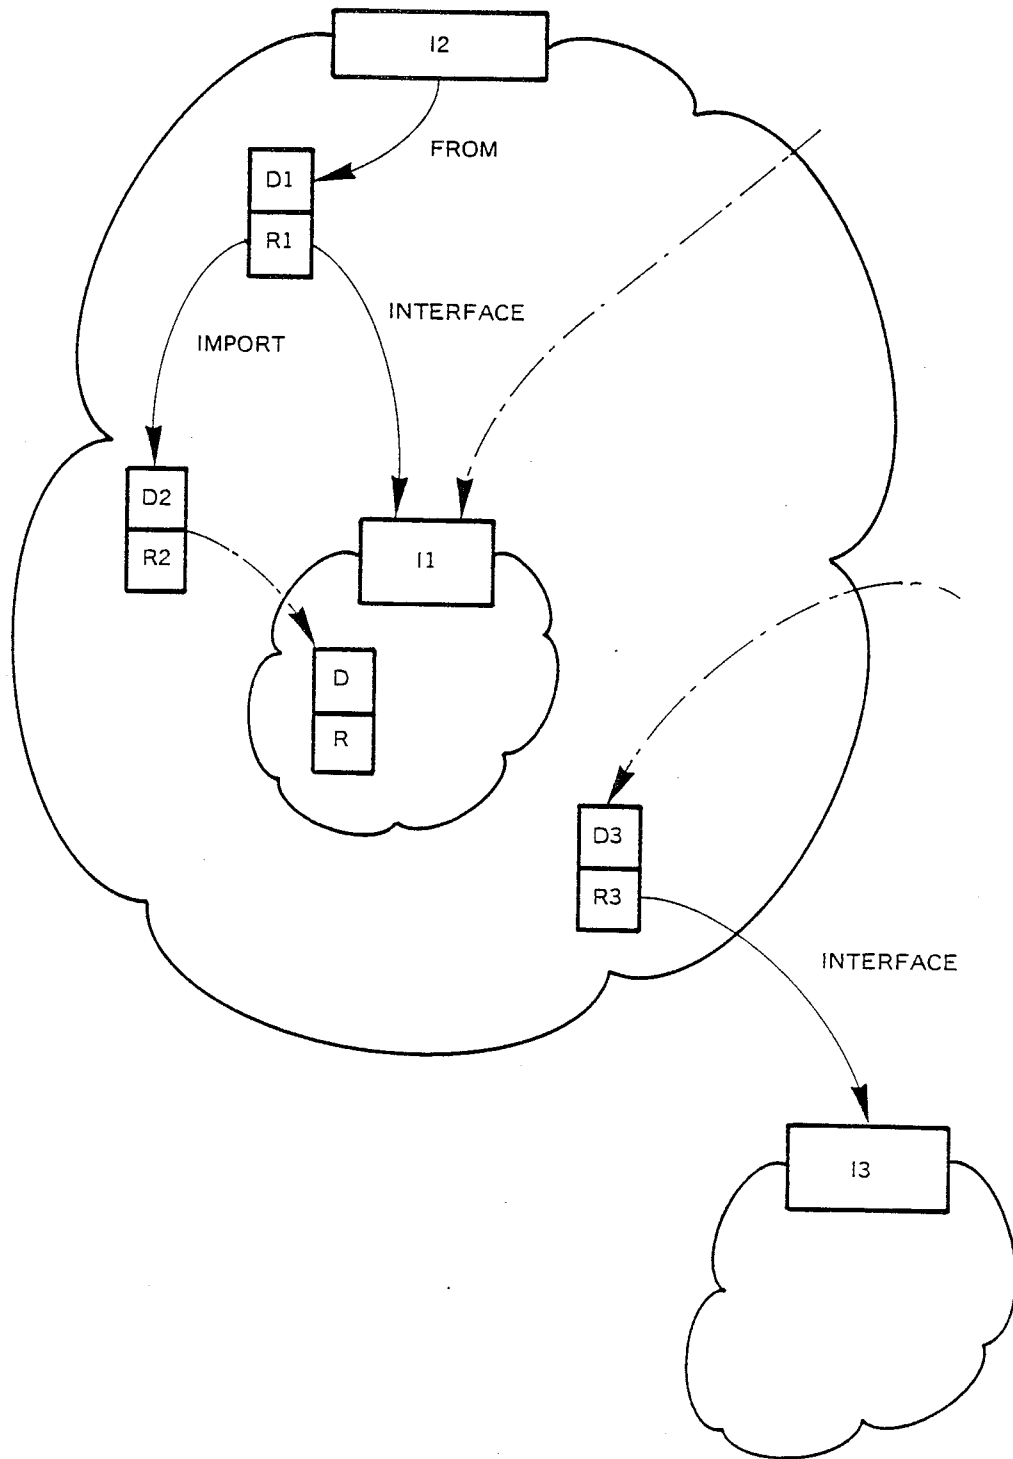 I2
FROM
D1
R1
INTERFACE
IMPORT
D2
R2
I1
D
R
D3
R3
INTERFACE
I3